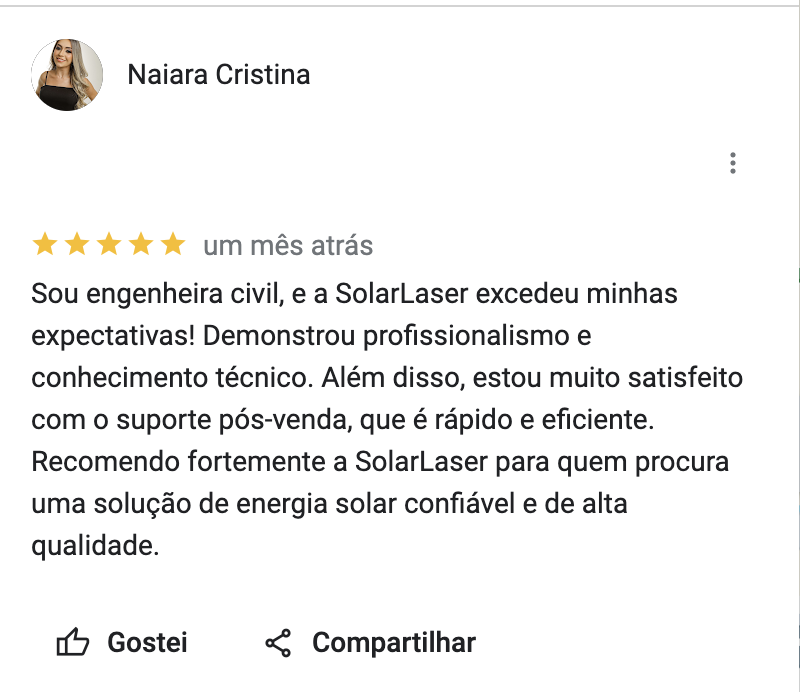 Naiara Cristina
um mês atrás
Sou engenheira civil, e a SolarLaser excedeu minhas
expectativas! Demonstrou profissionalismo e
conhecimento técnico. Além disso, estou muito satisfeito
com o suporte pós-venda, que é rápido e eficiente.
Recomendo fortemente a SolarLaser para quem procura
uma solução de energia solar confiável e de alta
qualidade.
Gostei
Compartilhar